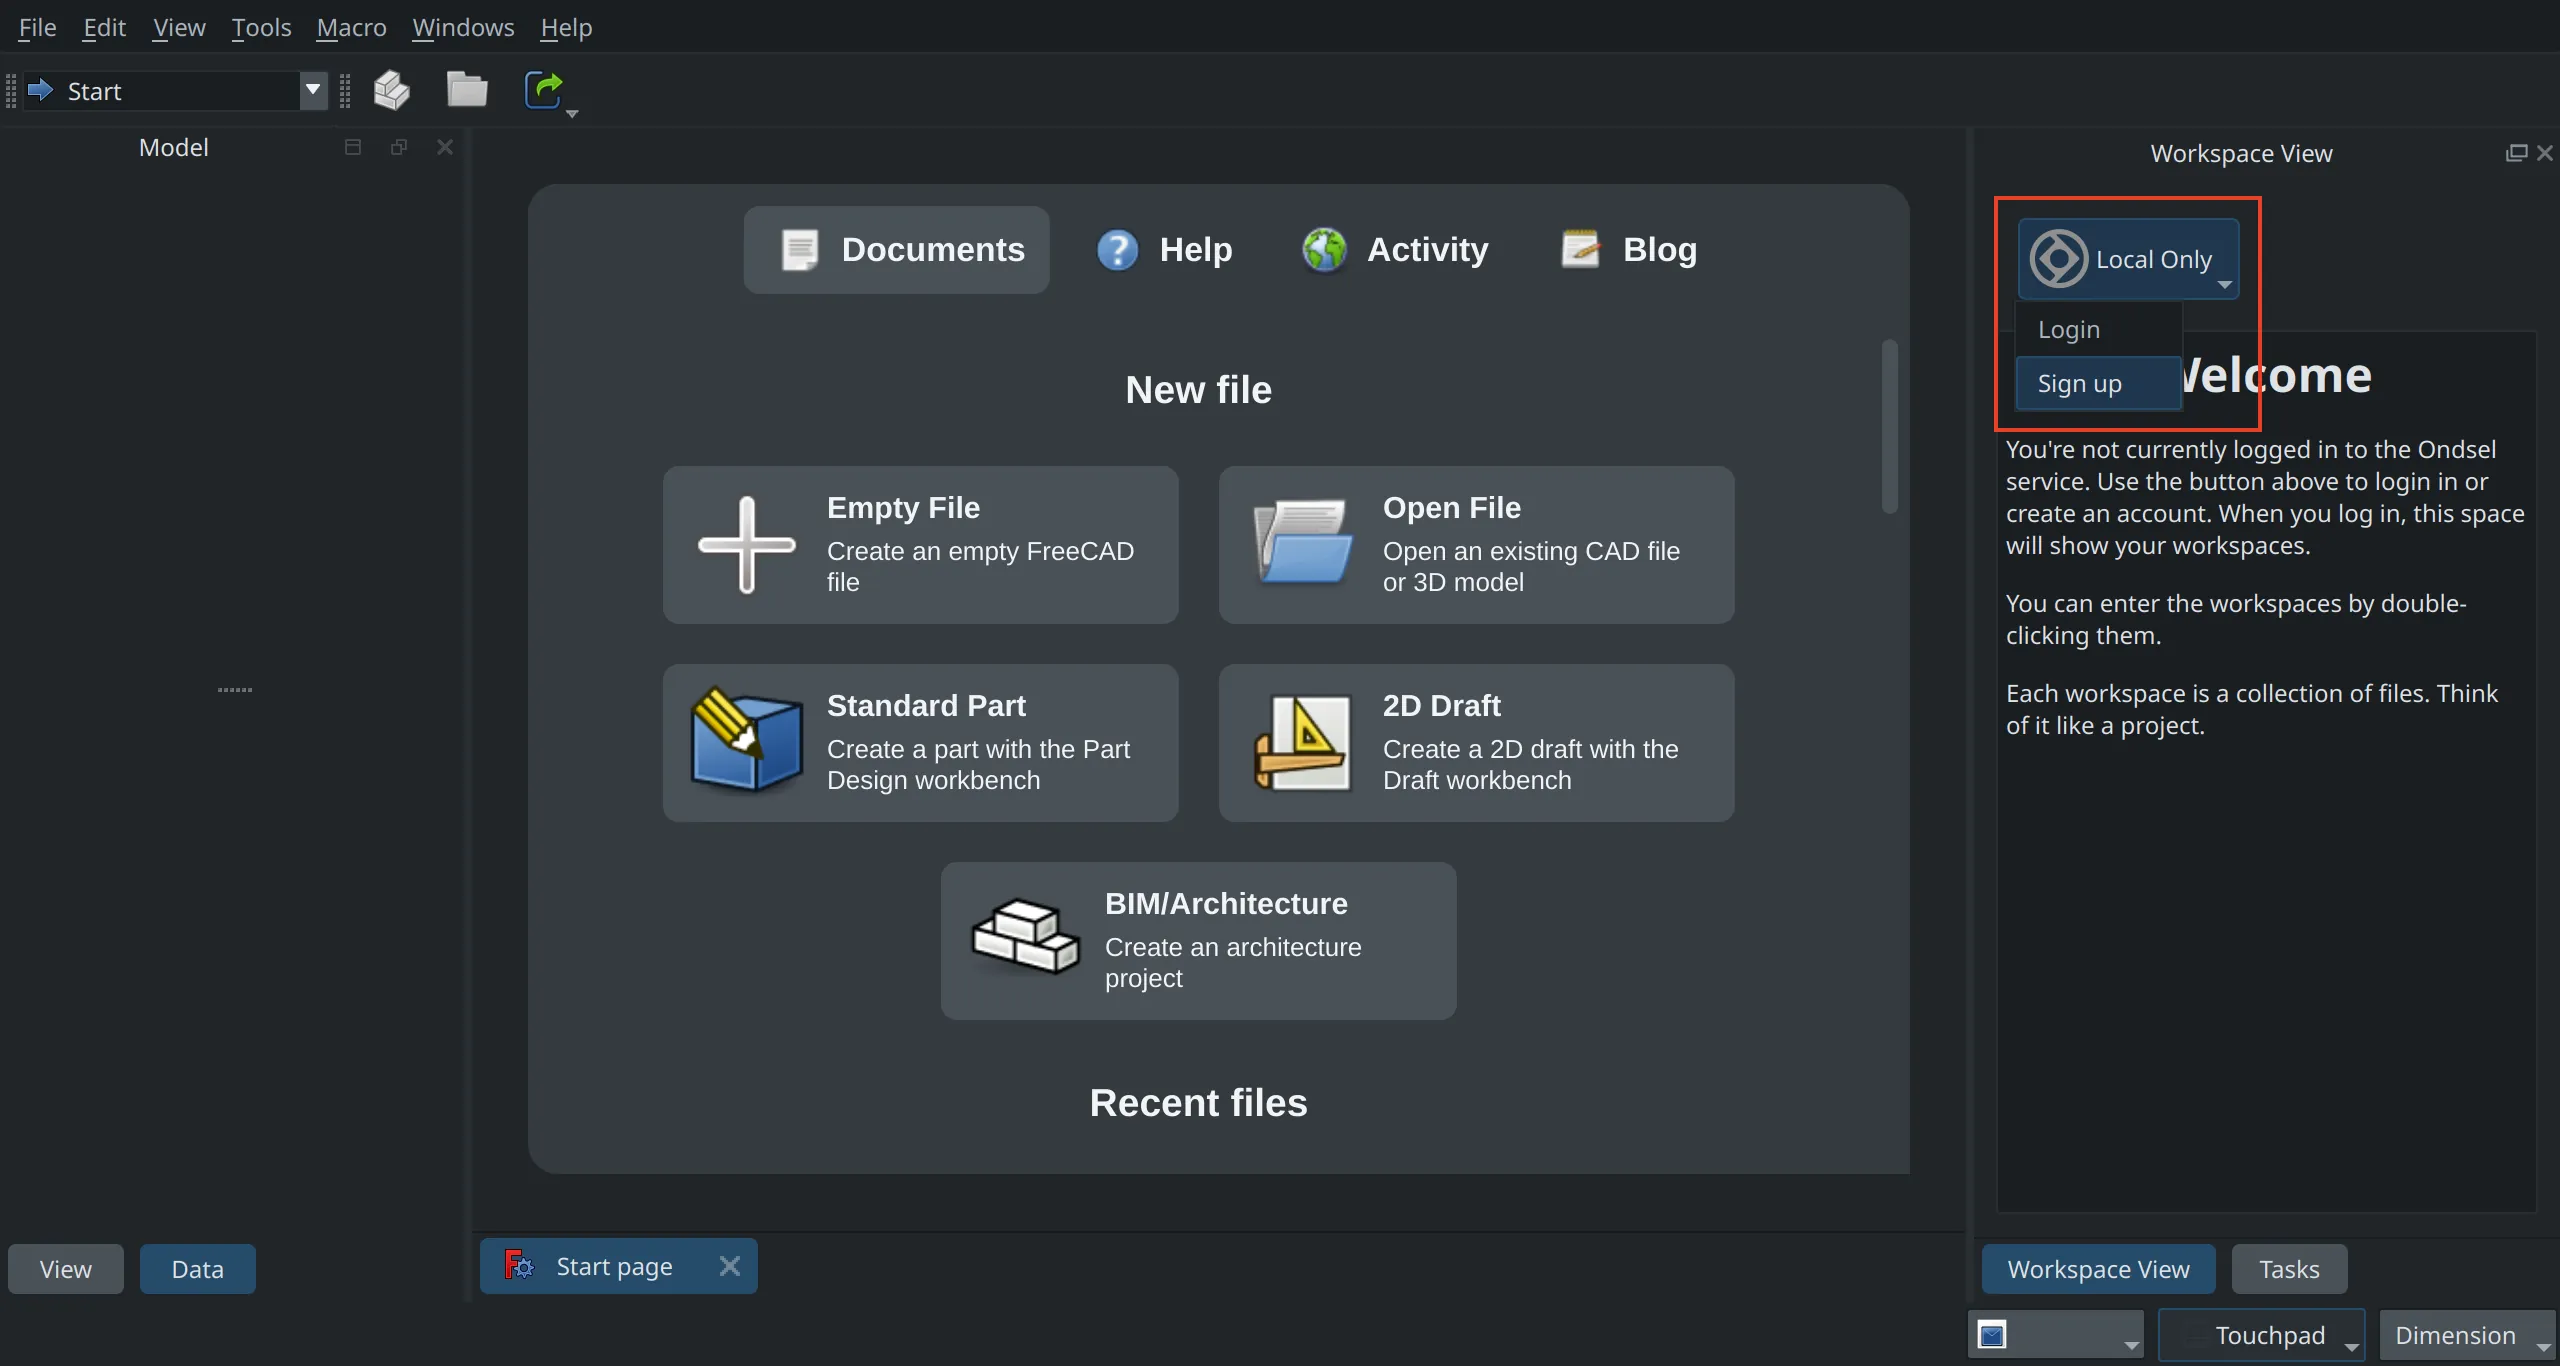 File Edit View Tools Macro Windows Help
Start
Model
Workspace View
Documents Help Activity Blog
Local Only
Login
Sign up
New file
Empty File
Create an empty FreeCAD
file
Open File
Open an existing CAD file
or 3D model
Standard Part
Create a part with the Part
Design workbench
2D Draft
Create a 2D draft with the
Draft workbench
BIM/Architecture
Create an architecture
project
Recent files
Welcome
You're not currently logged in to the Ondsel
service. Use the button above to login in or
create an account. When you log in, this space
will show your workspaces.
You can enter the workspaces by double-
clicking them.
Each workspace is a collection of files. Think
of it like a project.
View Data
Start page
Workspace View Tasks
Touchpad Dimension